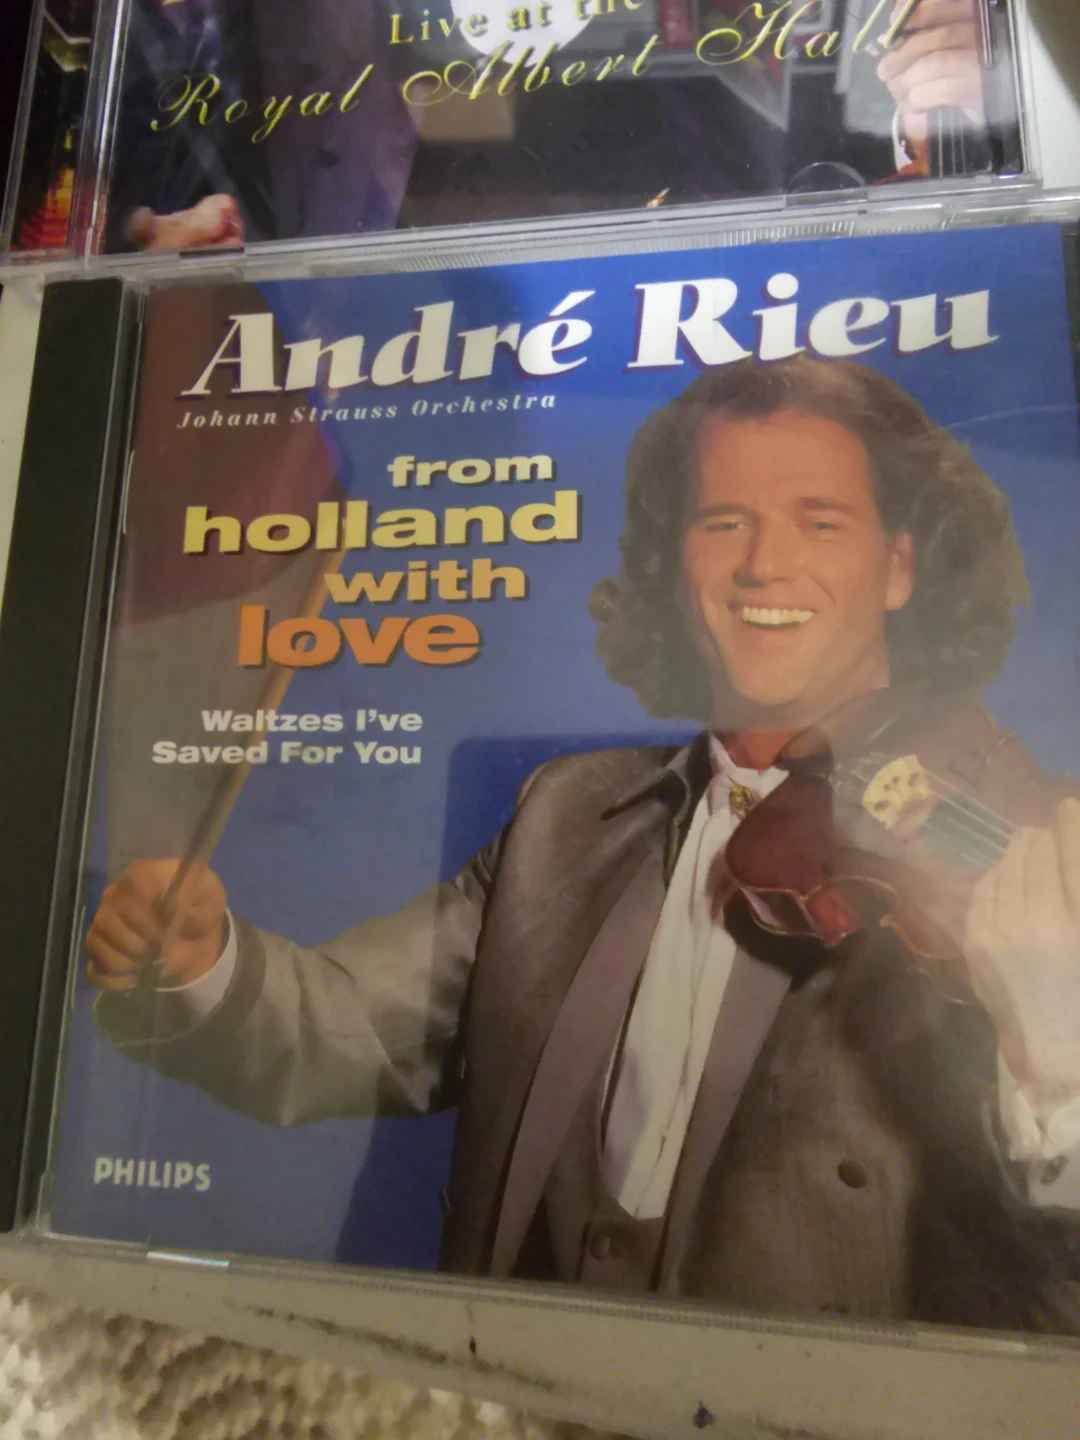 Live at the
Royal Albert Hall
André Rieu
Johann Strauss Orchestra
from
holland
with
love
Waltzes I've
Saved For You
PHILIPS